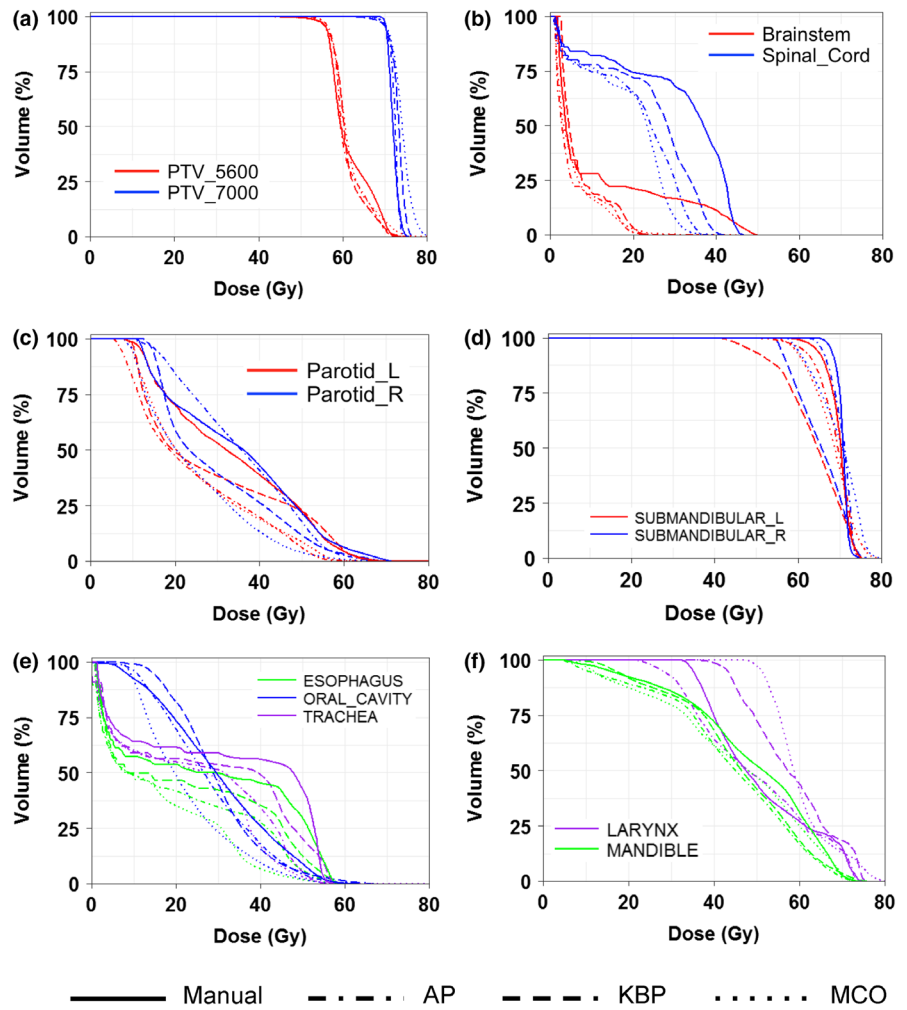 (a)
Volume (%)
100
75
50
25
0
PTV_5600
PTV_7000
0 20 40 60 80
Dose (Gy)
(b)
Volume (%)
100
75
50
25
0
Brainstem
Spinal_Cord
0 20 40 60 80
Dose (Gy)
(c)
Volume (%)
100
75
50
25
0
Parotid_L
Parotid_R
0 20 40 60 80
Dose (Gy)
(d)
Volume (%)
100
75
50
25
0
SUBMANDIBULAR_L
SUBMANDIBULAR_R
0 20 40 60 80
Dose (Gy)
(e)
Volume (%)
100
75
50
25
0
ESOPHAGUS
ORAL_CAVITY
TRACHEA
0 20 40 60 80
Dose (Gy)
(f)
Volume (%)
100
75
50
25
0
LARYNX
MANDIBLE
0 20 40 60 80
Dose (Gy)
Manual AP KBP MCO